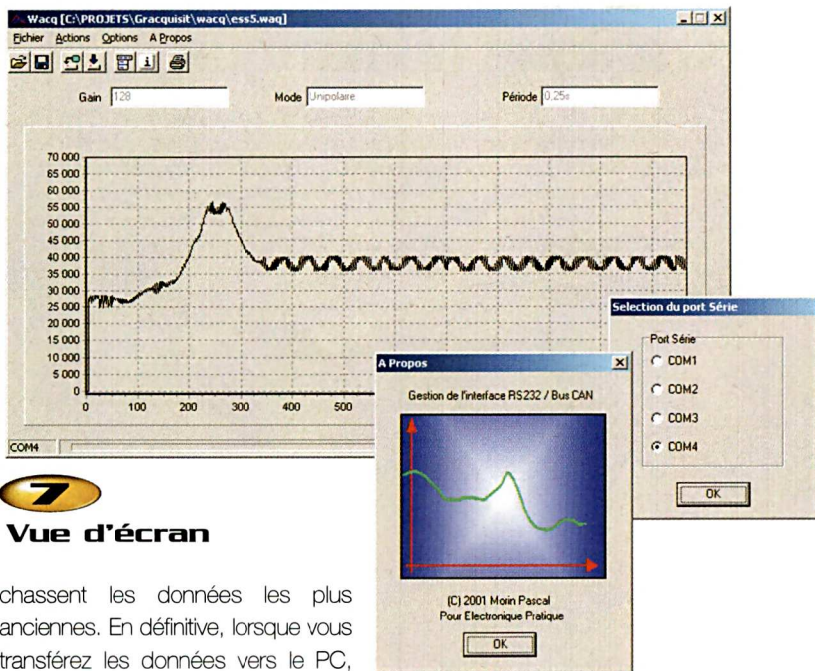 Wacq [C:\PROJETS\Gracquisit\wacq\ess5.waq]
Fichier Actions Options A Propos
Gain 128 Mode Unipolaire Période 0,25s
70 000
65 000
60 000
55 000
50 000
45 000
40 000
35 000
30 000
25 000
20 000
15 000
10 000
5 000
0
0 100 200 300 400 500
COM4
Selection du port Série
Port Série
COM1
COM2
COM3
COM4
OK
A Propos
Gestion de l'interface RS232 / Bus CAN
(C) 2001 Morin Pascal
Pour Electronique Pratique
OK
7
Vue d'écran
chassent les données les plus
anciennes. En définitive, lorsque vous
transférez les données vers le PC,